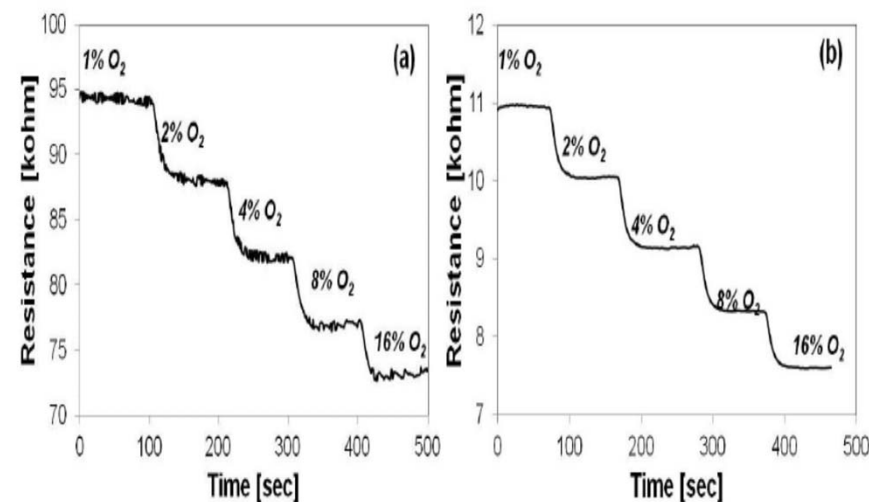 (a)
Resistance [kohm]
100
95
90
85
80
75
70
1% O₂
2% O₂
4% O₂
8% O₂
16% O₂
0 100 200 300 400 500
Time [sec]
(b)
Resistance [kohm]
12
11
10
9
8
7
1% O₂
2% O₂
4% O₂
8% O₂
16% O₂
0 100 200 300 400 500
Time [sec]